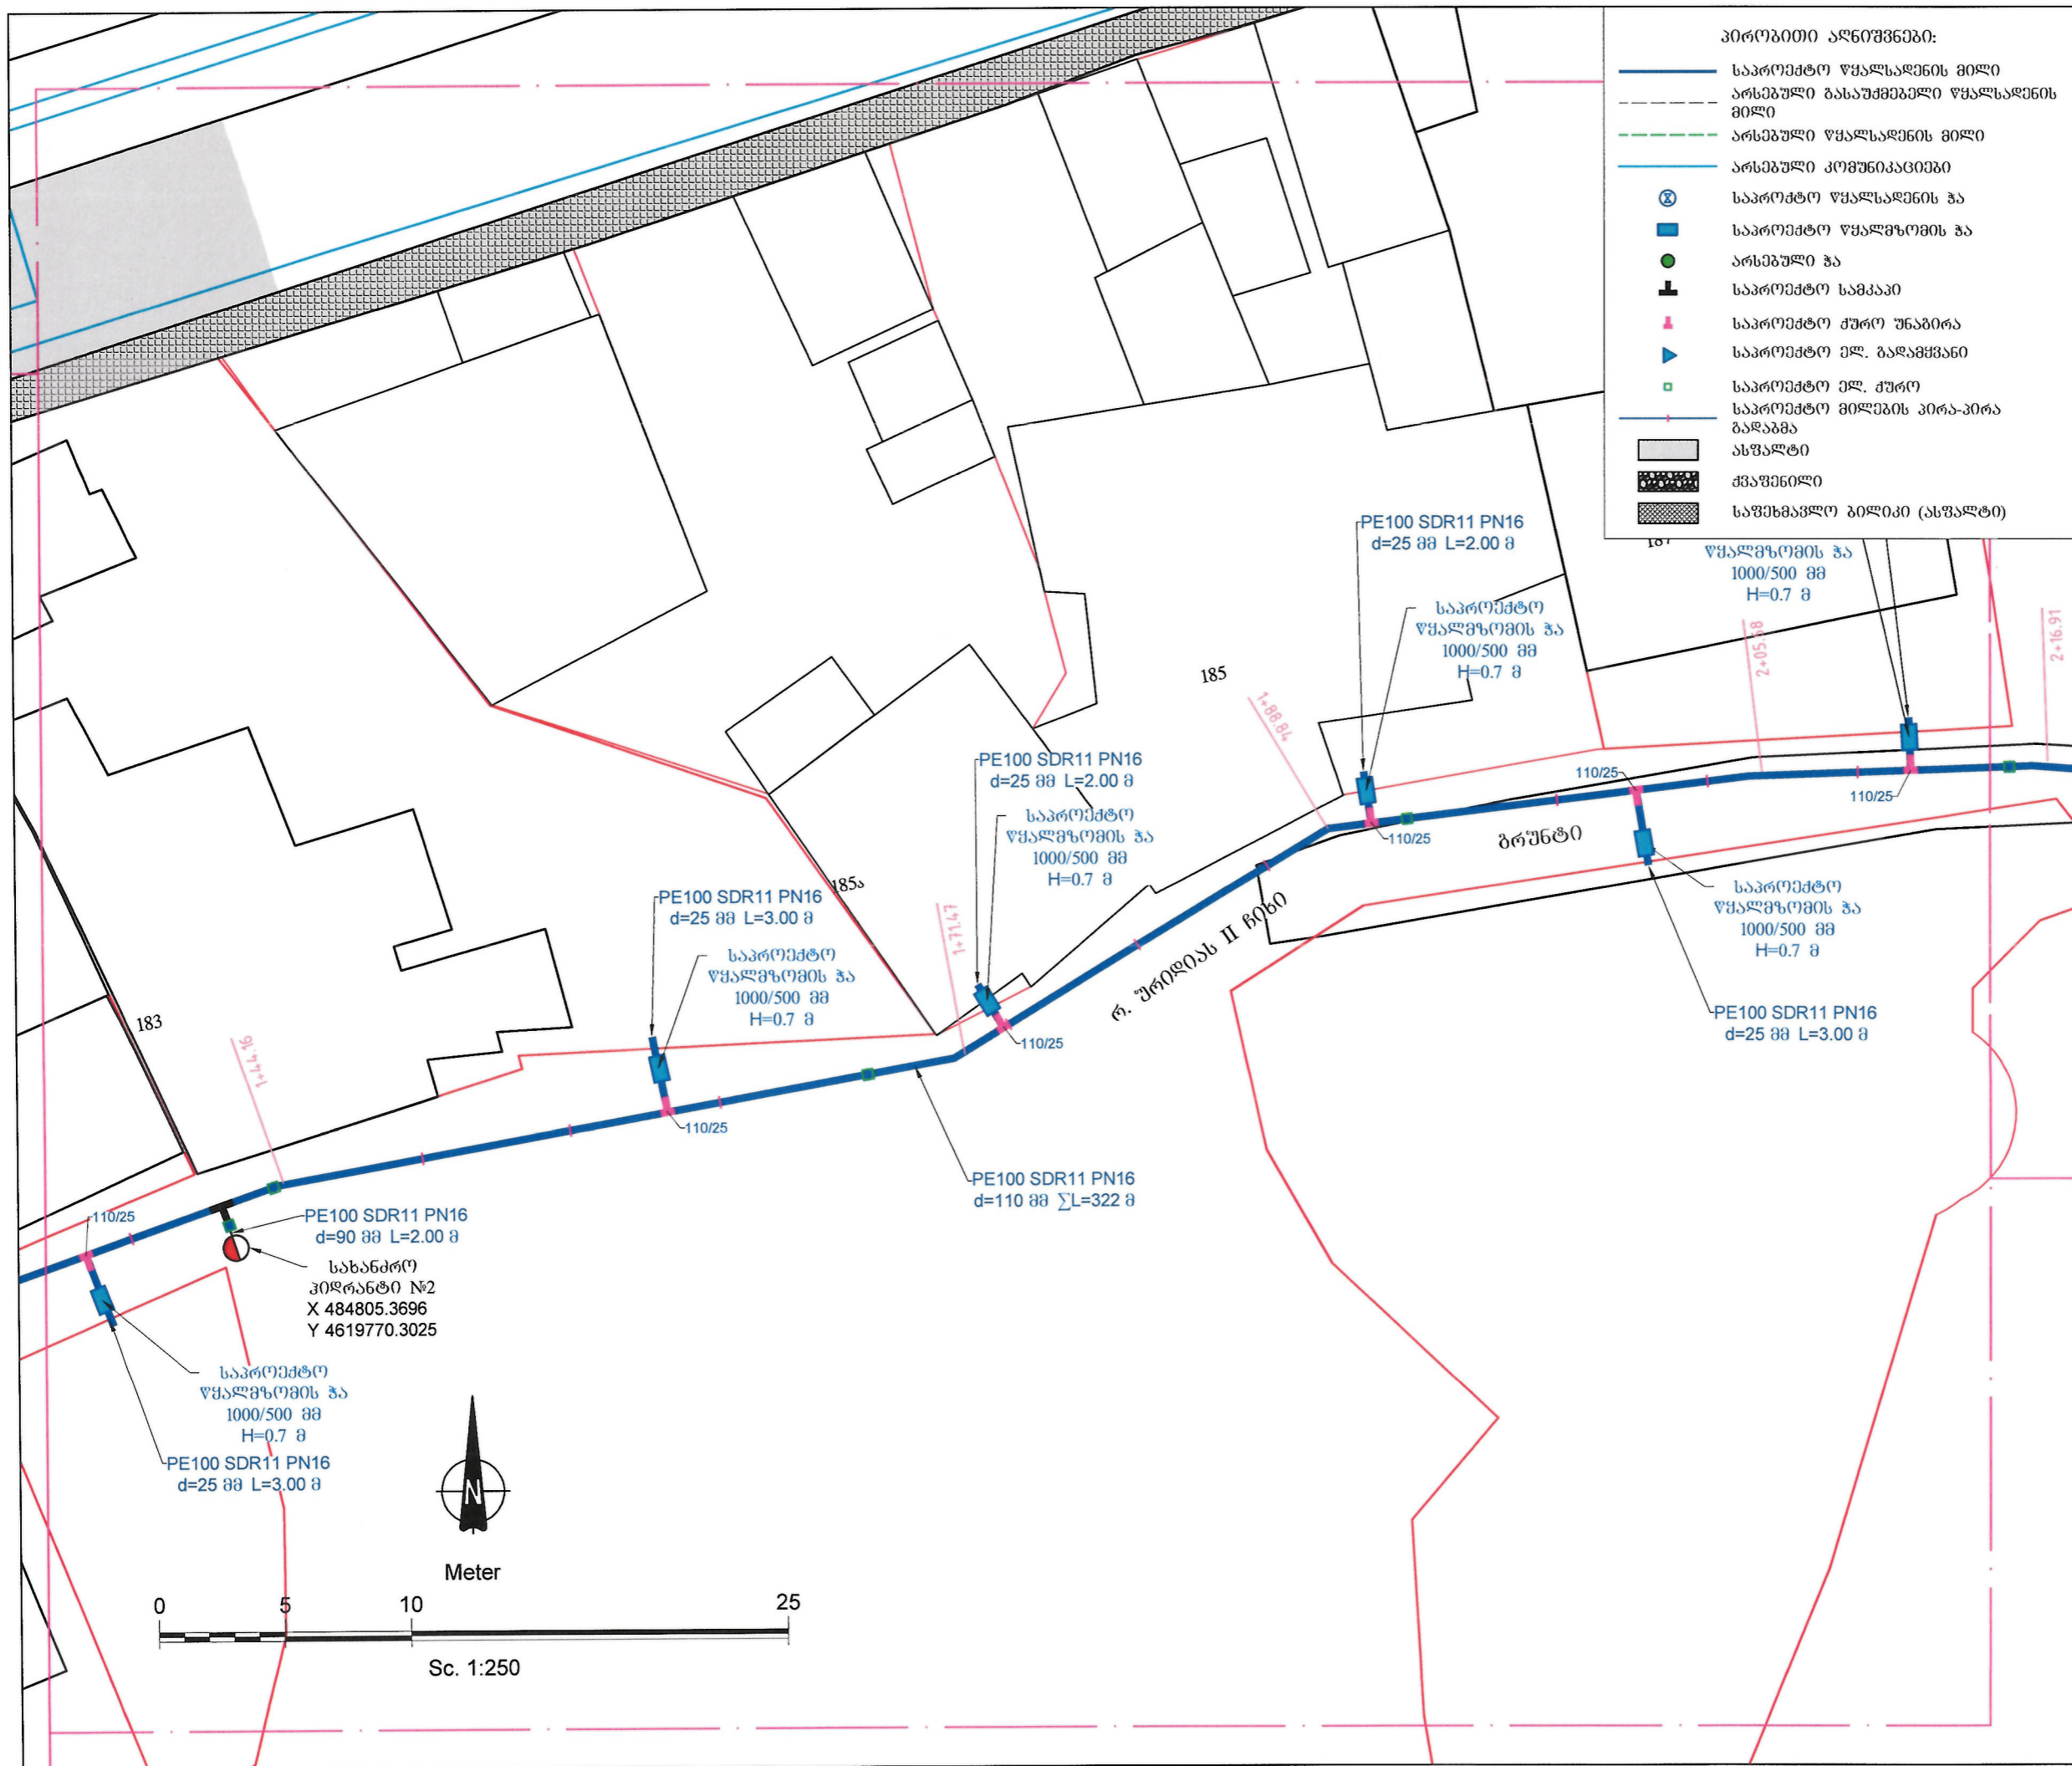 პირობითი აღნიშვნები:
საპროექტო წყალსადენის მილი
არსებული გასაუქმებელი წყალსადენის
მილი
არსებული წყალსადენის მილი
არსებული კომუნიკაციები
საპროქტო წყალსადენის ჭა
საპროექტო წყალმზომის ჭა
არსებული ჭა
საპროექტო სამკაპი
საპროექტო ქურო უნაგირა
საპროექტო ელ. გადამყვანი
საპროექტო ელ. ქურო
საპროექტო მილების პირა-პირა
გადაბმა
ასფალტი
ქვაფენილი
საფეხმავლო ბილიკი (ასფალტი)
187
წყალმზომის ჭა
1000/500 მმ
H=0.7 მ
PE100 SDR11 PN16
d=25 მმ L=2.00 მ
საპროექტო
წყალმზომის ჭა
1000/500 მმ
H=0.7 მ
2+05.68
2+16.91
185
1+88.84
110/25
110/25
110/25
გრუნტი
PE100 SDR11 PN16
d=25 მმ L=2.00 მ
საპროექტო
წყალმზომის ჭა
1000/500 მმ
H=0.7 მ
185ა
1+71.47
რ. ურიდიას II ჩიხი
საპროექტო
წყალმზომის ჭა
1000/500 მმ
H=0.7 მ
PE100 SDR11 PN16
d=25 მმ L=3.00 მ
PE100 SDR11 PN16
d=25 მმ L=3.00 მ
საპროექტო
წყალმზომის ჭა
1000/500 მმ
H=0.7 მ
110/25
110/25
183
1+44.16
PE100 SDR11 PN16
d=110 მმ ∑L=322 მ
110/25
PE100 SDR11 PN16
d=90 მმ L=2.00 მ
სახანძრო
ჰიდრანტი №2
X 484805.3696
Y 4619770.3025
საპროექტო
წყალმზომის ჭა
1000/500 მმ
H=0.7 მ
PE100 SDR11 PN16
d=25 მმ L=3.00 მ
N
Meter
0 5 10 25
Sc. 1:250